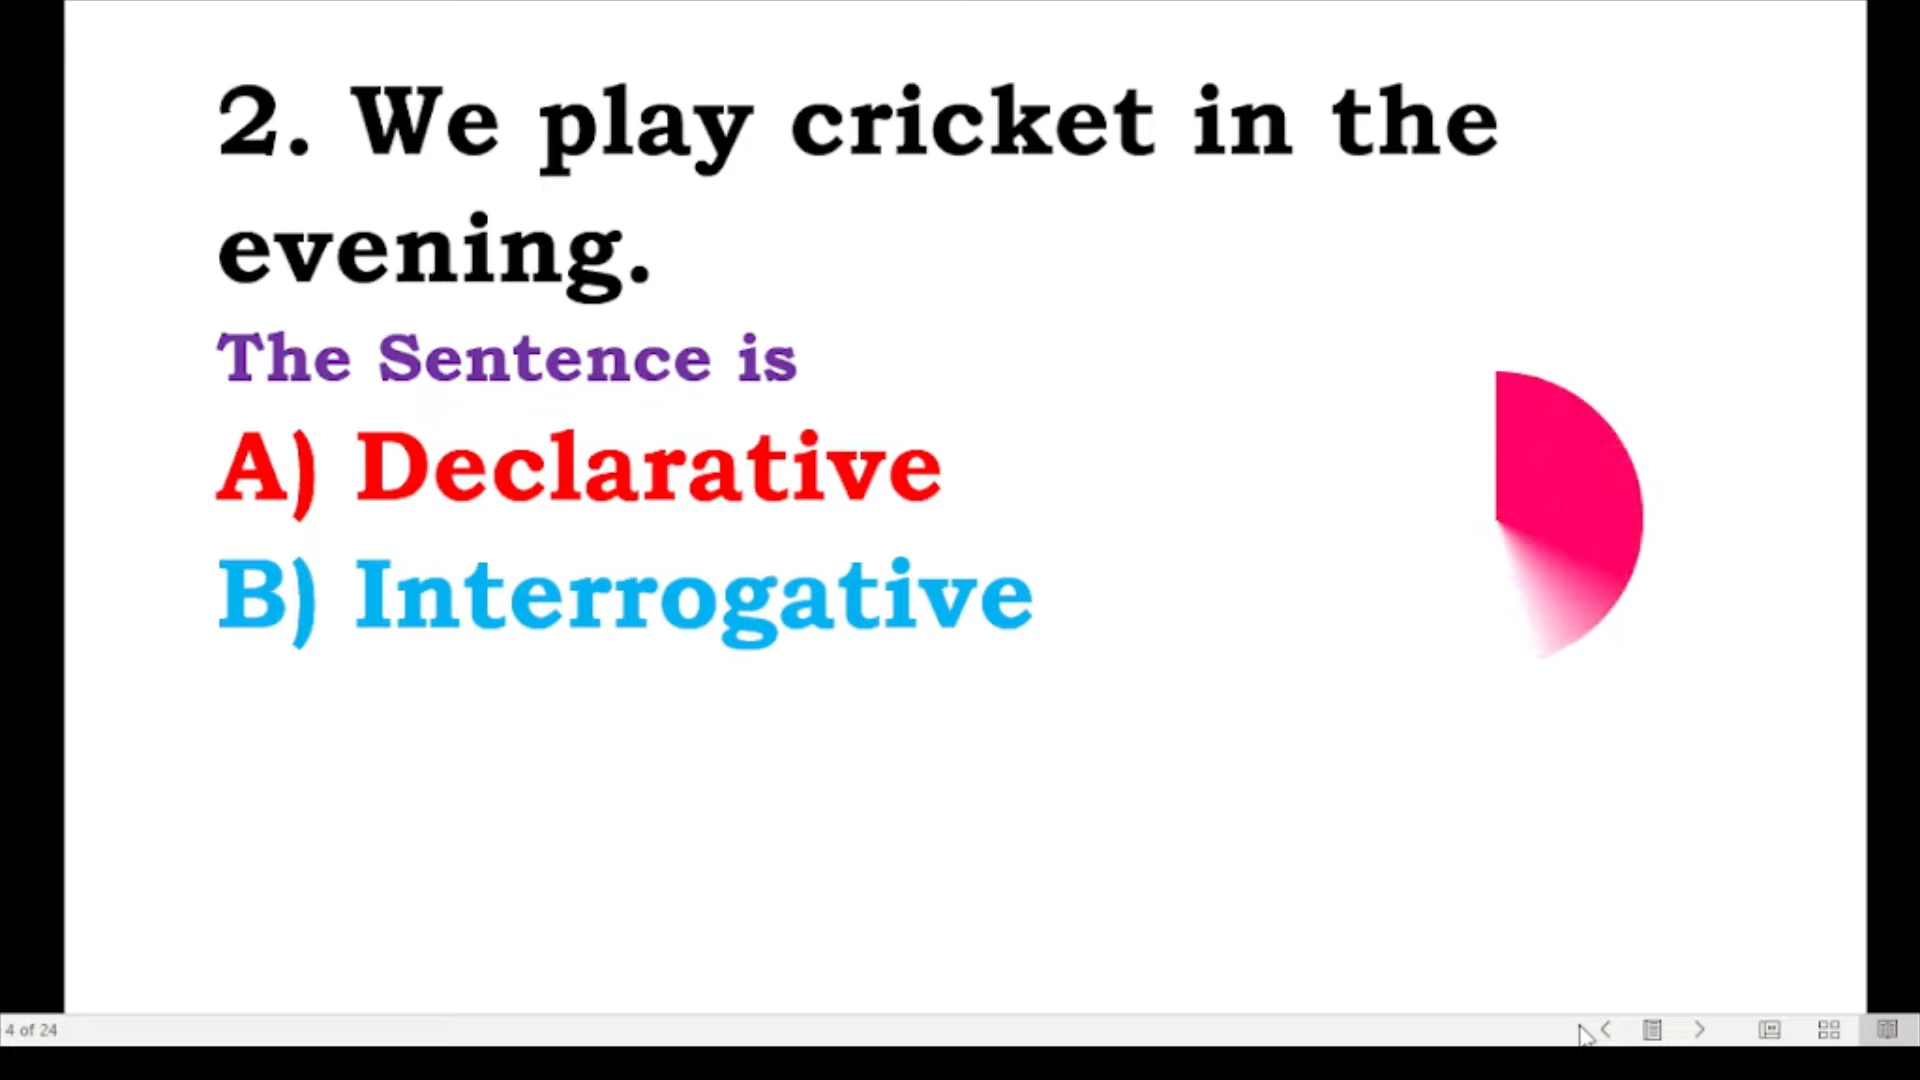 2. We play cricket in the
evening.
The Sentence is
A) Declarative
B) Interrogative
4 of 24